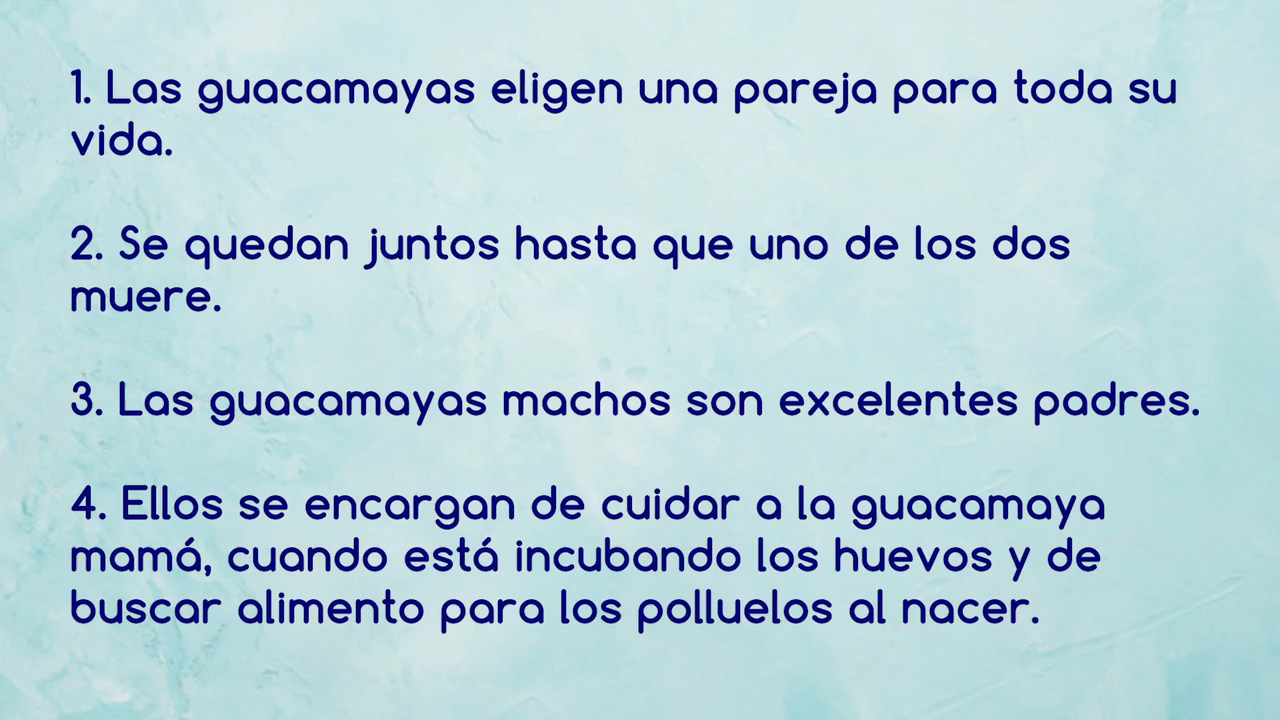 1. Las guacamayas eligen una pareja para toda su
vida.
2. Se quedan juntos hasta que uno de los dos
muere.
3. Las guacamayas machos son excelentes padres.
4. Ellos se encargan de cuidar a la guacamaya
mamá, cuando está incubando los huevos y de
buscar alimento para los polluelos al nacer.